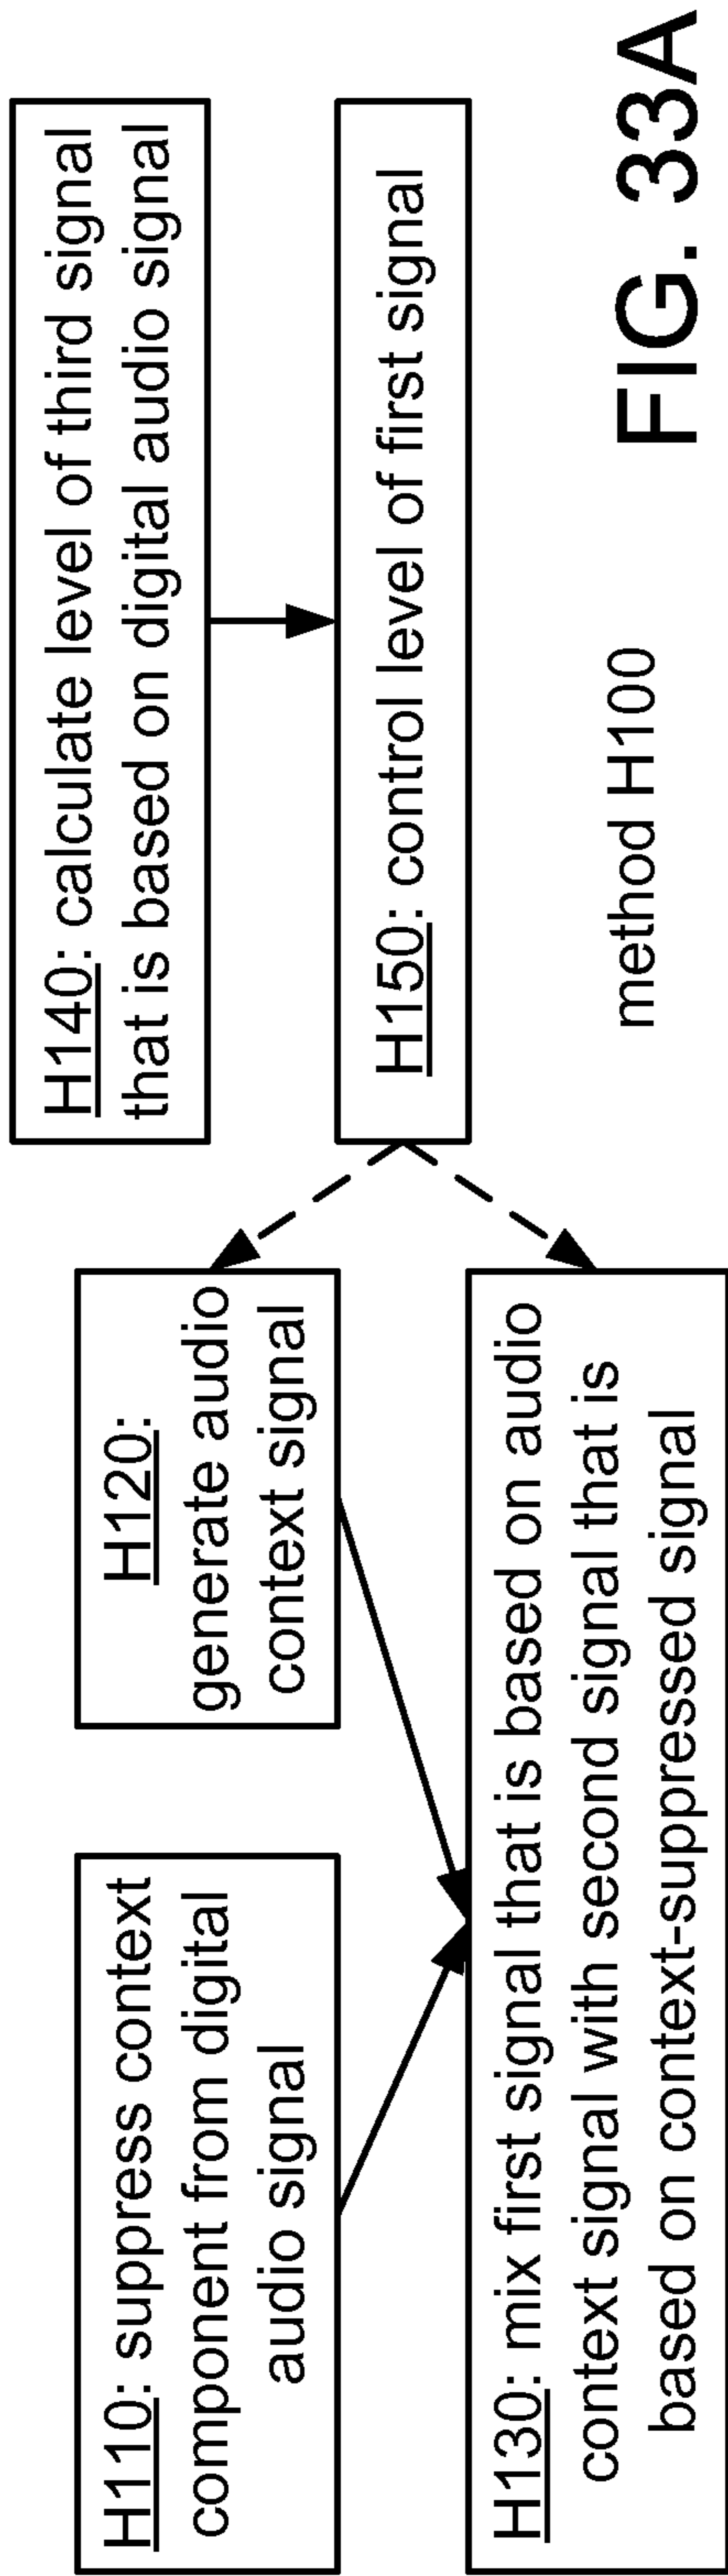 H110: suppress context
component from digital
audio signal
H120:
generate audio
context signal
H130: mix first signal that is based on audio
context signal with second signal that is
based on context-suppressed signal
H140: calculate level of third signal
that is based on digital audio signal
H150: control level of first signal
method H100
FIG. 33A